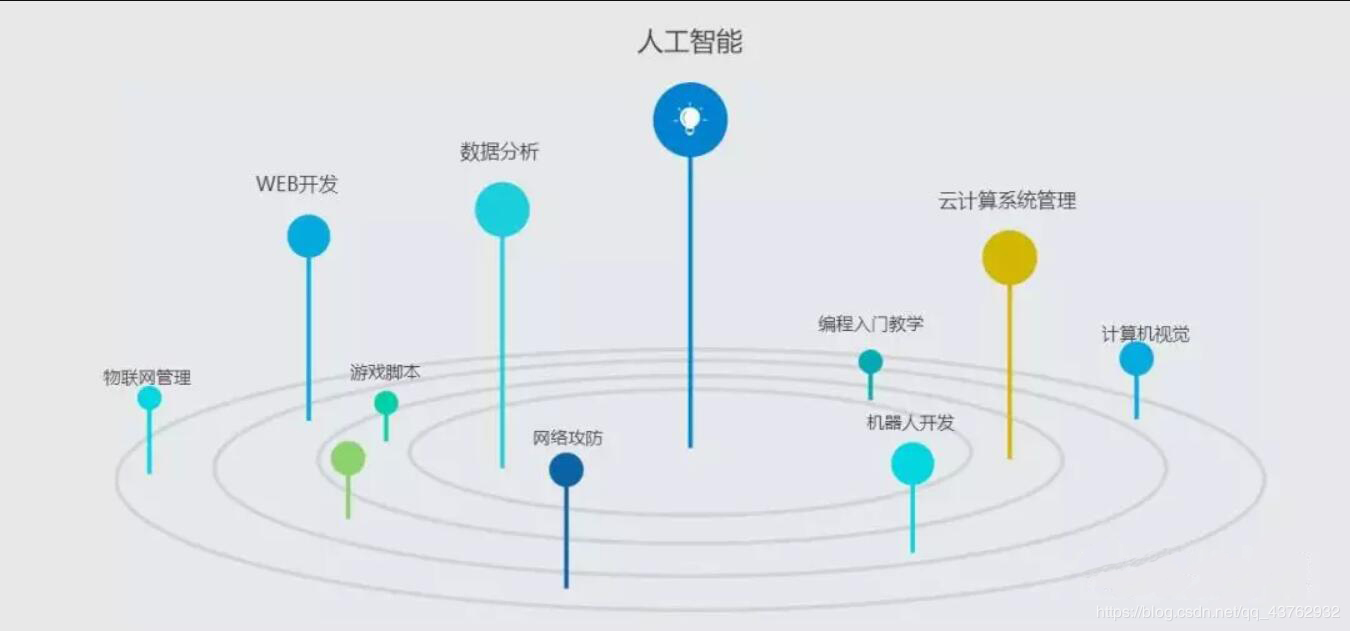 人工智能
数据分析
WEB开发
云计算系统管理
编程入门教学
计算机视觉
物联网管理
游戏脚本
机器人开发
网络攻防
https://blog.csdn.net/qq_43762932